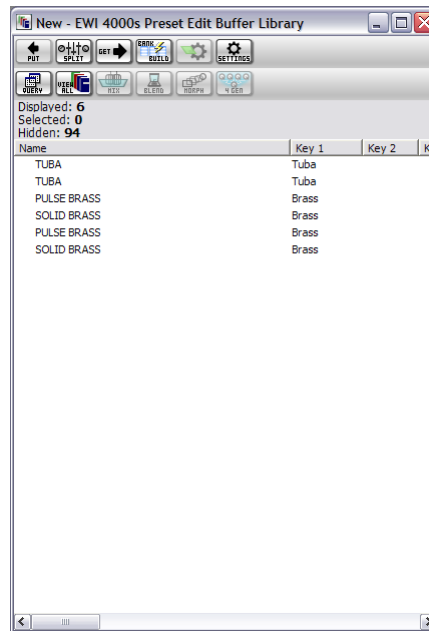 New - EWI 4000s Preset Edit Buffer Library
PUT SPLIT GET BANK BUILD SETTINGS
QUERY VIEW ALL MIX BLEND MORPH 4 GEN
Displayed: 6
Selected: 0
Hidden: 94
Name Key 1 Key 2 K
TUBA Tuba
TUBA Tuba
PULSE BRASS Brass
SOLID BRASS Brass
PULSE BRASS Brass
SOLID BRASS Brass